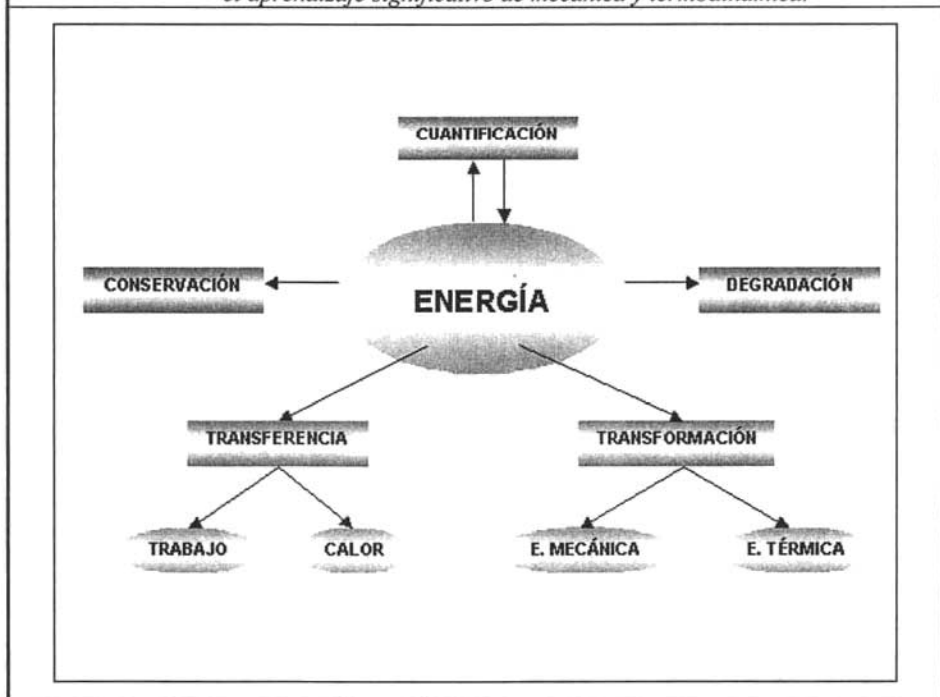 el aprendizaje significativo de mecánica y termodinámica.
CUANTIFICACIÓN
CONSERVACIÓN
ENERGÍA
DEGRADACIÓN
TRANSFERENCIA
TRANSFORMACIÓN
TRABAJO
CALOR
E. MECÁNICA
E. TÉRMICA